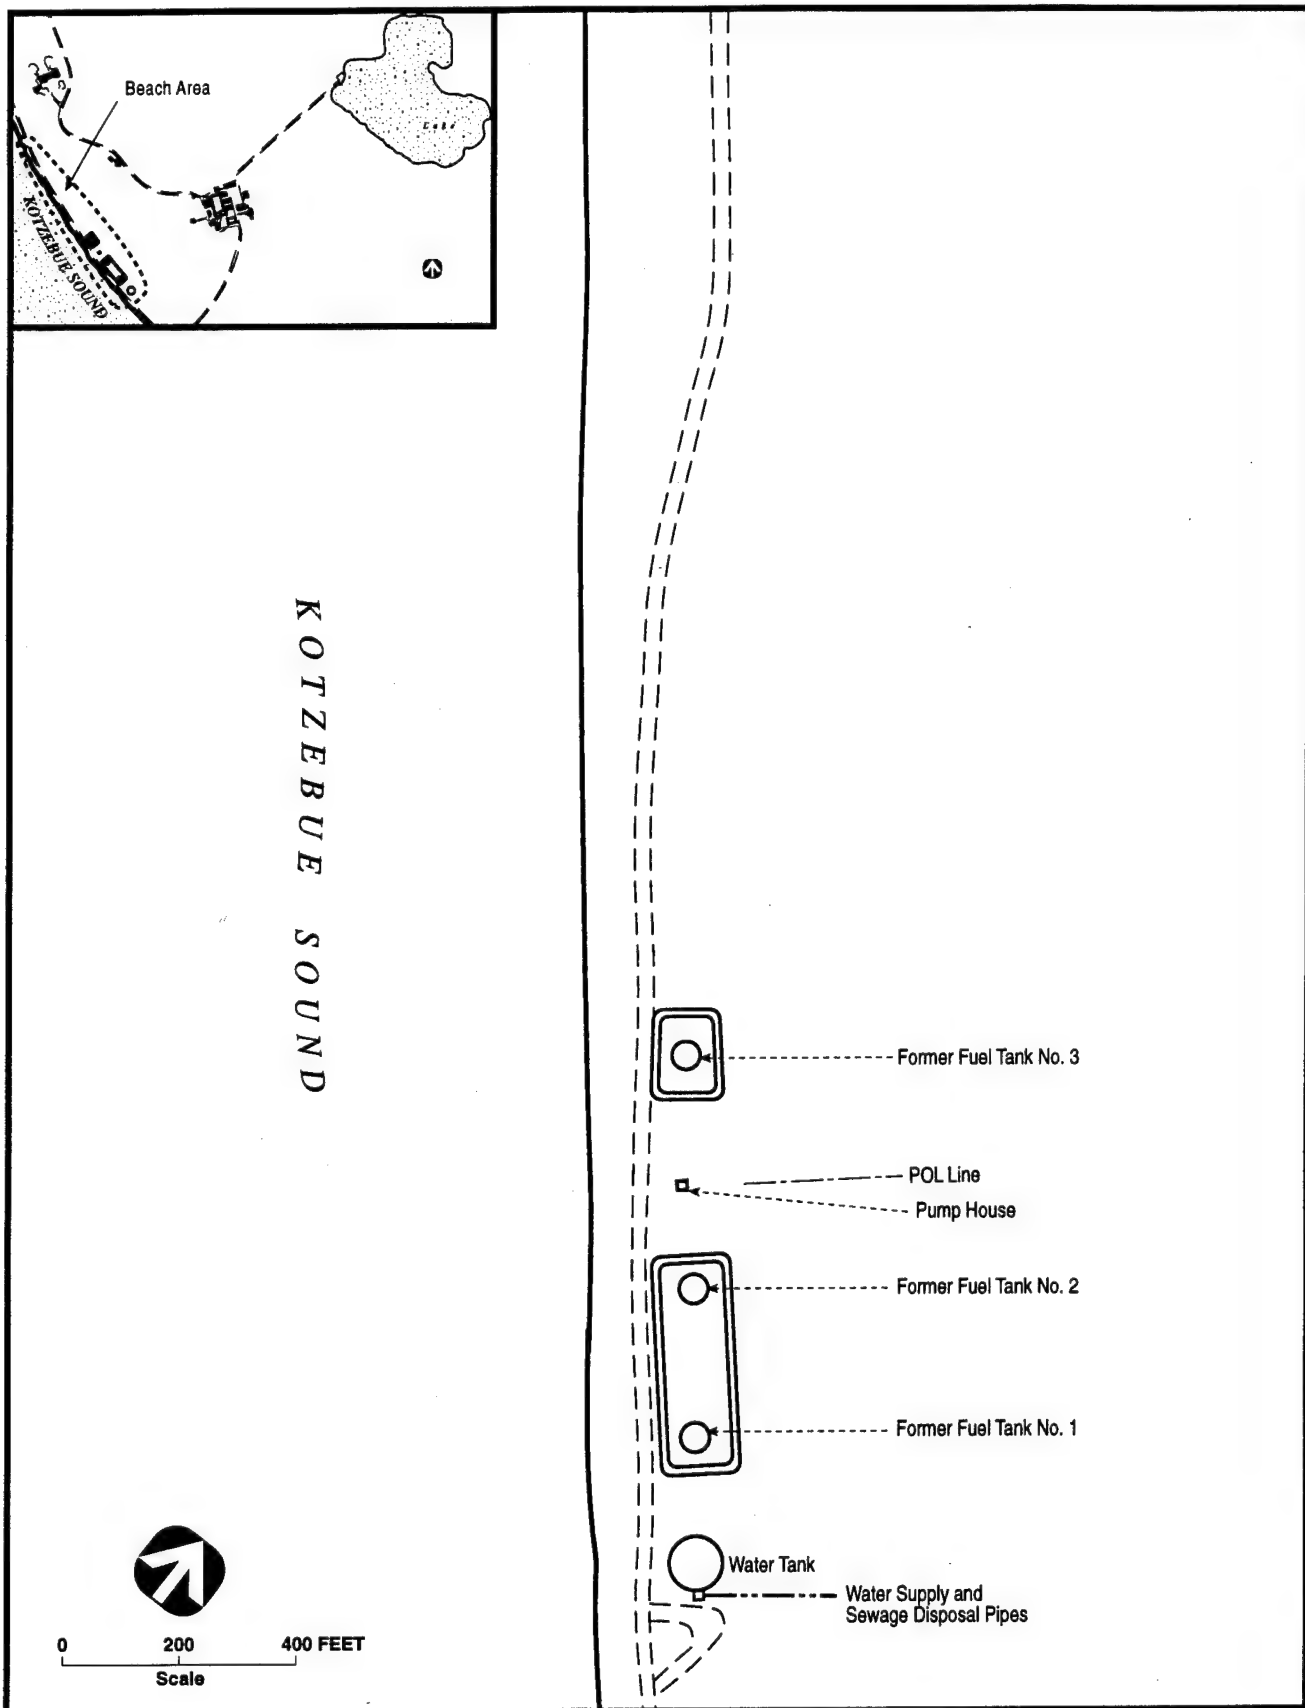 Beach Area
Lake
KOTZEBUE SOUND
KOTZEBUE SOUND
Former Fuel Tank No. 3
POL Line
Pump House
Former Fuel Tank No. 2
Former Fuel Tank No. 1
Water Tank
Water Supply and
Sewage Disposal Pipes
0 200 400 FEET
Scale